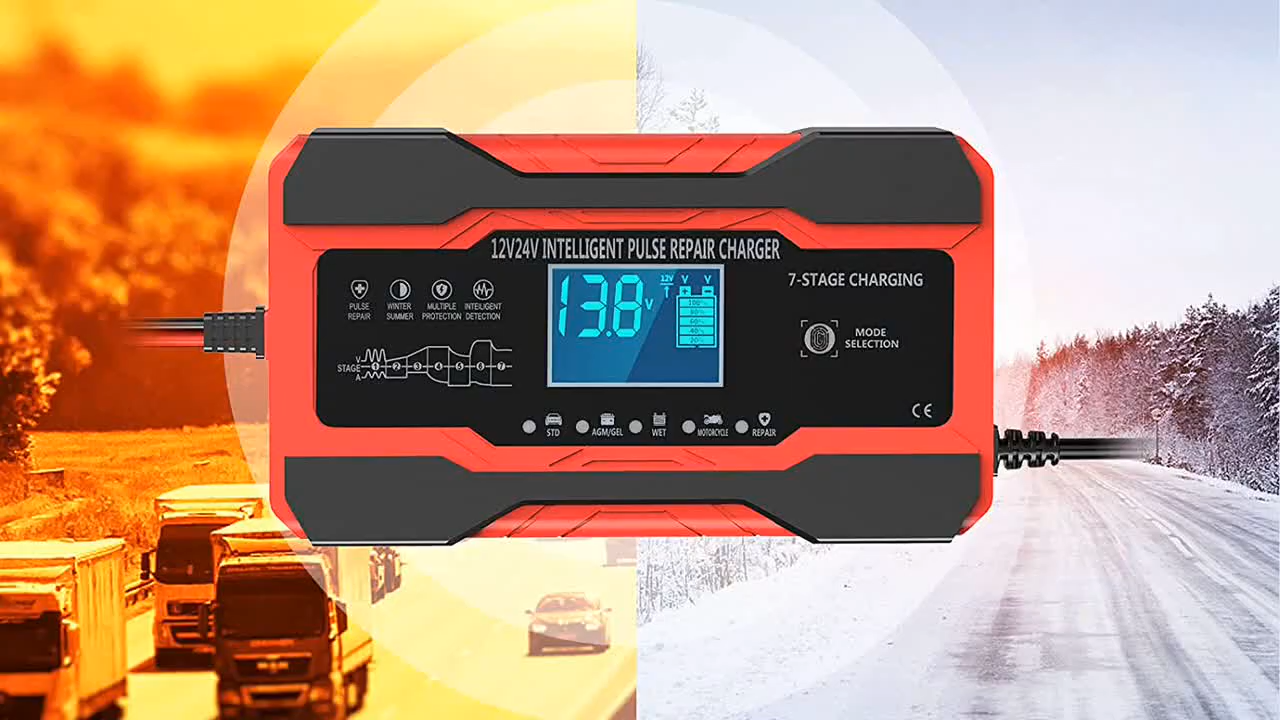 12V24V INTELLIGENT PULSE REPAIR CHARGER
13.8V
12V V V
100%
80%
60%
40%
20%
7-STAGE CHARGING
PULSE REPAIR
WINTER SUMMER
MULTIPLE PROTECTION
INTELLIGENT DETECTION
MODE
SELECTION
V
STAGE 1 2 3 4 5 6 7
A
CE
STD AGM/GEL WET MOTORCYCLE REPAIR